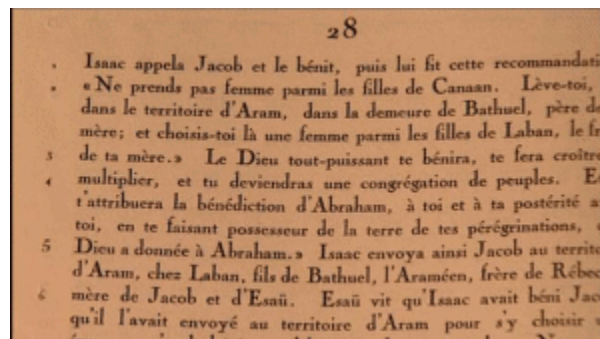 28
Isaac appela Jacob et le bénit, puis lui fit cette recommandati
« Ne prends pas femme parmi les filles de Canaan. Lève-toi,
dans le territoire d'Aram, dans la demeure de Bathuel, père de
mère; et choisis-toi là une femme parmi les filles de Laban, le fr
3 de ta mère.» Le Dieu tout-puissant te bénira, te fera croître
4 multiplier, et tu deviendras une congrégation de peuples. E
t'attribuera la bénédiction d'Abraham, à toi et à ta postérité a
toi, en te faisant possesseur de la terre de tes pérégrinations,
5 Dieu a donnée à Abraham.» Isaac envoya ainsi Jacob au territo
d'Aram, chez Laban, fils de Bathuel, l'Araméen, frère de Rébec
6 mère de Jacob et d'Esaü. Esaü vit qu'Isaac avait béni Jac
qu'il l'avait envoyé au territoire d'Aram pour s'y choisir